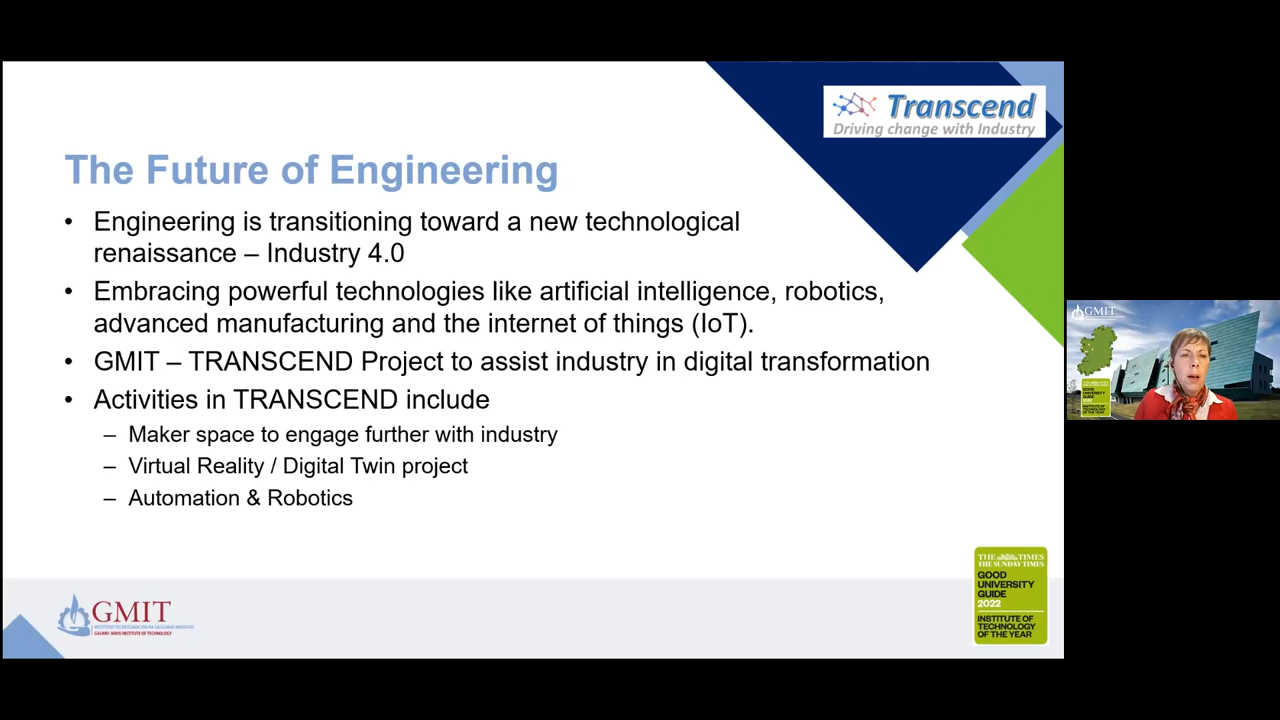 Transcend
Driving change with Industry
The Future of Engineering
• Engineering is transitioning toward a new technological
renaissance – Industry 4.0
• Embracing powerful technologies like artificial intelligence, robotics,
advanced manufacturing and the internet of things (IoT).
• GMIT – TRANSCEND Project to assist industry in digital transformation
• Activities in TRANSCEND include
– Maker space to engage further with industry
– Virtual Reality / Digital Twin project
– Automation & Robotics
GMIT
GALWAY-MAYO INSTITUTE OF TECHNOLOGY
THE TIMES
THE SUNDAY TIMES
GOOD
UNIVERSITY
GUIDE
2022
INSTITUTE OF
TECHNOLOGY
OF THE YEAR
GMIT
GOOD
UNIVERSITY
GUIDE